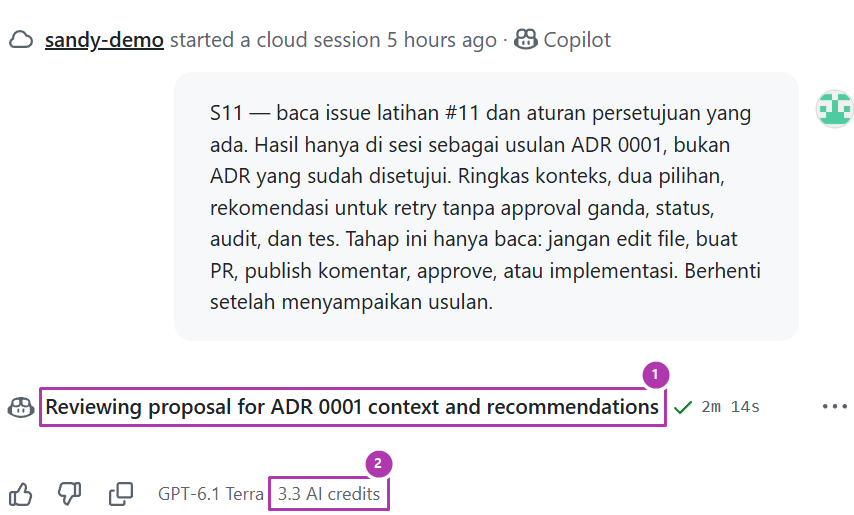 sandy-demo started a cloud session 5 hours ago · Copilot
S11 — baca issue latihan #11 dan aturan persetujuan yang
ada. Hasil hanya di sesi sebagai usulan ADR 0001, bukan
ADR yang sudah disetujui. Ringkas konteks, dua pilihan,
rekomendasi untuk retry tanpa approval ganda, status,
audit, dan tes. Tahap ini hanya baca: jangan edit file, buat
PR, publish komentar, approve, atau implementasi. Berhenti
setelah menyampaikan usulan.
1
Reviewing proposal for ADR 0001 context and recommendations 2m 14s
2
GPT-6.1 Terra 3.3 AI credits